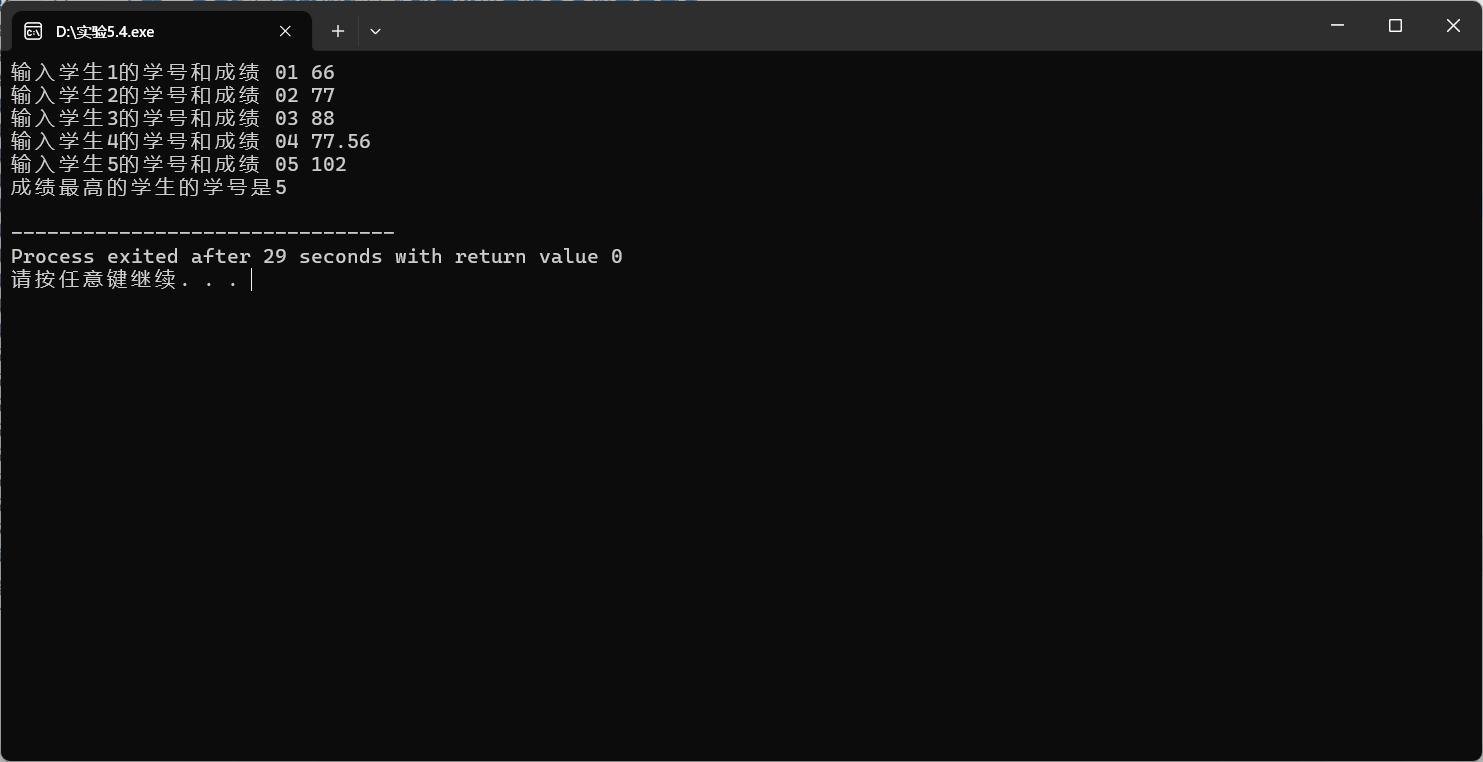 D:\实验5.4.exe
输入学生1的学号和成绩 01 66
输入学生2的学号和成绩 02 77
输入学生3的学号和成绩 03 88
输入学生4的学号和成绩 04 77.56
输入学生5的学号和成绩 05 102
成绩最高的学生的学号是5
--------------------------------
Process exited after 29 seconds with return value 0
请按任意键继续. . .